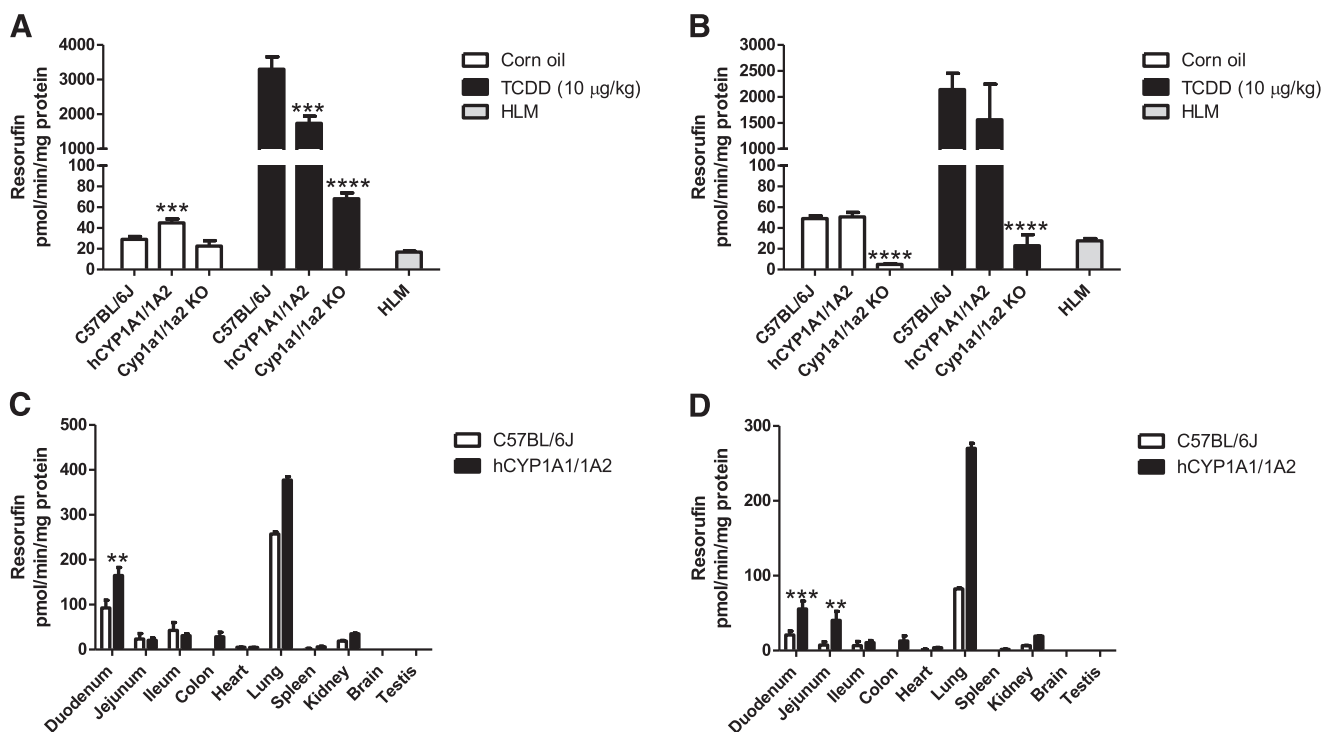 A
Resorufin
pmol/min/mg protein
4000
3000
2000
1000
100
80
60
40
20
0
***
***
****
Corn oil
TCDD (10 μg/kg)
HLM
C57BL/6J
hCYP1A1/1A2
Cyp1a1/1a2 KO
C57BL/6J
hCYP1A1/1A2
Cyp1a1/1a2 KO
HLM
B
Resorufin
pmol/min/mg protein
3000
2500
2000
1500
1000
100
80
60
40
20
0
****
****
Corn oil
TCDD (10 μg/kg)
HLM
C57BL/6J
hCYP1A1/1A2
Cyp1a1/1a2 KO
C57BL/6J
hCYP1A1/1A2
Cyp1a1/1a2 KO
HLM
C
Resorufin
pmol/min/mg protein
500
400
300
200
100
0
**
C57BL/6J
hCYP1A1/1A2
Duodenum
Jejunum
Ileum
Colon
Heart
Lung
Spleen
Kidney
Brain
Testis
D
Resorufin
pmol/min/mg protein
300
200
100
0
***
**
C57BL/6J
hCYP1A1/1A2
Duodenum
Jejunum
Ileum
Colon
Heart
Lung
Spleen
Kidney
Brain
Testis